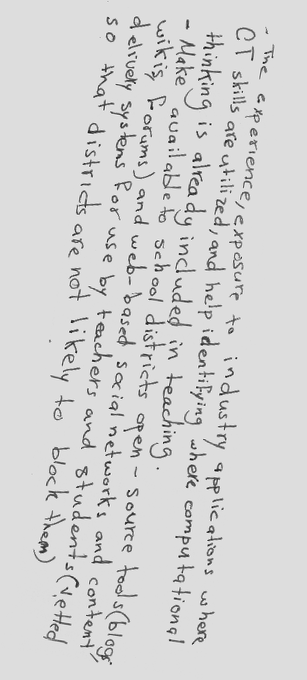 - The experience, exposure to industry applications where
CT skills are utilized, and help identifying where computational
thinking is already included in teaching.
- Make available to school districts open-source tools (blogs,
wikis, forums) and web-based social networks and content
delivery systems for use by teachers and students (vetted
so that districts are not likely to block them)